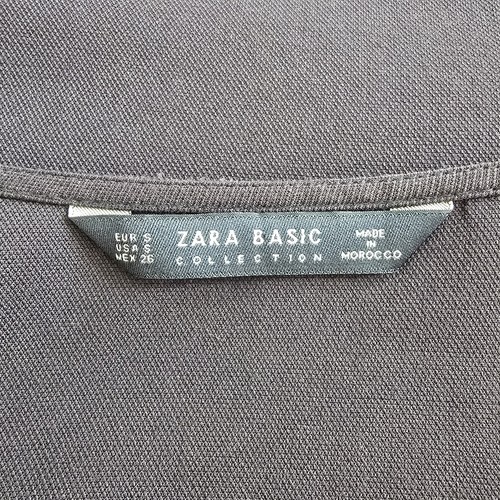 EUR S
USA S
MEX 26
ZARA BASIC
COLLECTION
MADE
IN
MOROCCO